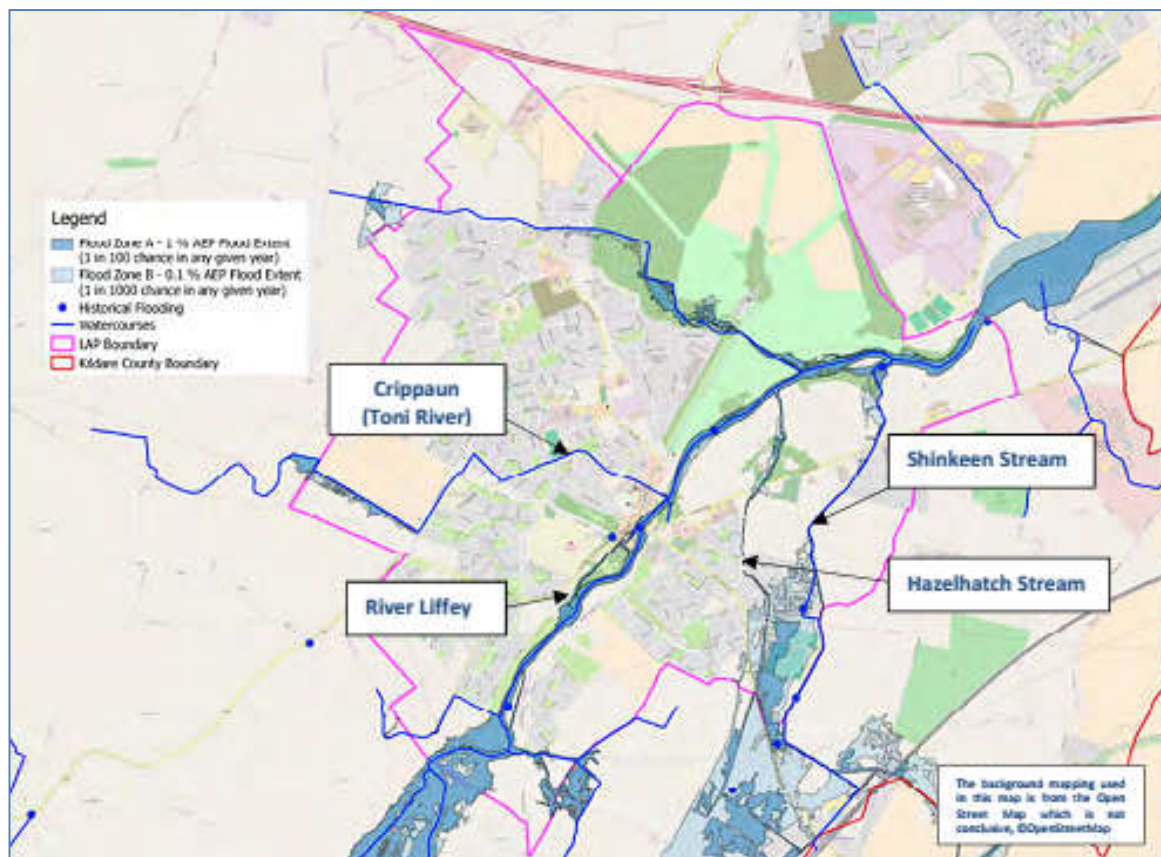 Legend
Flood Zone A - 1 % AEP Flood Extent
(1 in 100 chance in any given year)
Flood Zone B - 0.1 % AEP Flood Extent
(1 in 1000 chance in any given year)
Historical Flooding
Watercourses
LAP Boundary
Kildare County Boundary
Crippaun
(Toni River)
Shinkeen Stream
River Liffey
Hazelhatch Stream
The background mapping used
in this map is from the Open
Street Map which is not
conclusive, ©OpenStreetMap